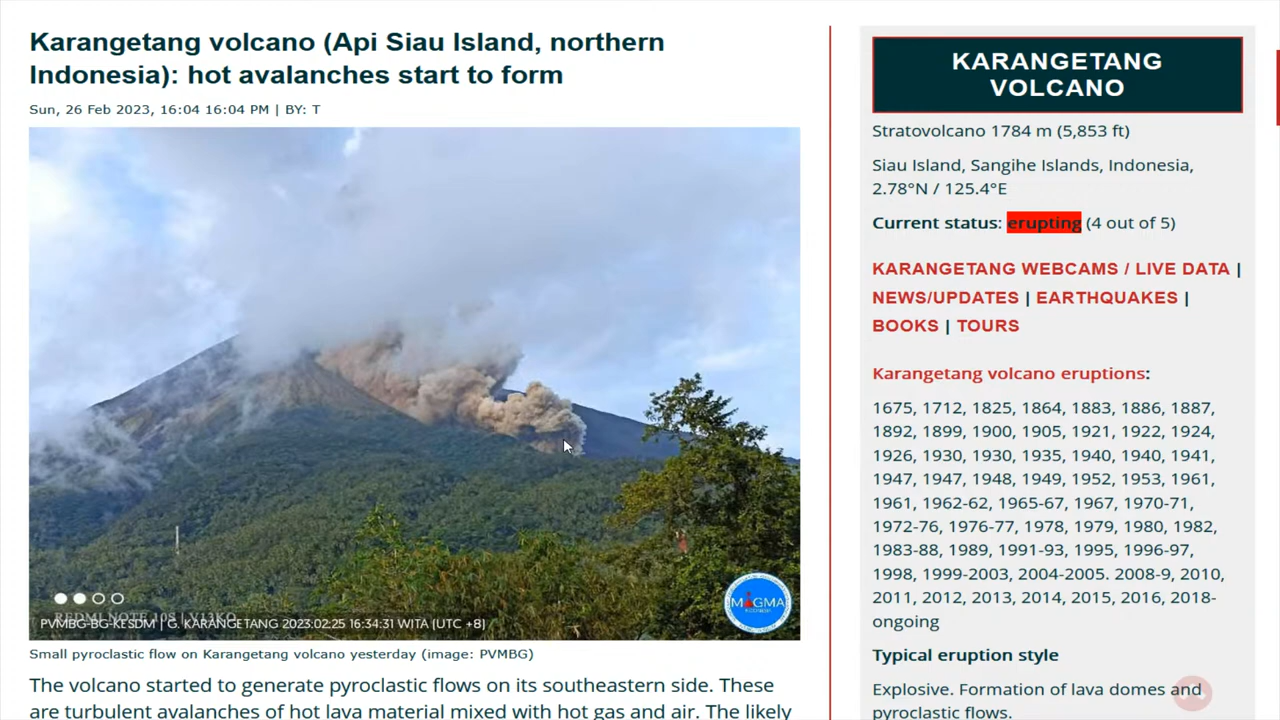 Karangetang volcano (Api Siau Island, northern
Indonesia): hot avalanches start to form
Sun, 26 Feb 2023, 16:04 16:04 PM | BY: T
REDMI NOTE 10S | V13KO
PVMBG-BG-KESDM | G. KARANGETANG 2023:02:25 16:34:31 WITA (UTC +8)
MAGMA
Small pyroclastic flow on Karangetang volcano yesterday (image: PVMBG)
The volcano started to generate pyroclastic flows on its southeastern side. These
are turbulent avalanches of hot lava material mixed with hot gas and air. The likely
KARANGETANG
VOLCANO
Stratovolcano 1784 m (5,853 ft)
Siau Island, Sangihe Islands, Indonesia,
2.78°N / 125.4°E
Current status: erupting (4 out of 5)
KARANGETANG WEBCAMS / LIVE DATA |
NEWS/UPDATES | EARTHQUAKES |
BOOKS | TOURS
Karangetang volcano eruptions:
1675, 1712, 1825, 1864, 1883, 1886, 1887,
1892, 1899, 1900, 1905, 1921, 1922, 1924,
1926, 1930, 1930, 1935, 1940, 1940, 1941,
1947, 1947, 1948, 1949, 1952, 1953, 1961,
1961, 1962-62, 1965-67, 1967, 1970-71,
1972-76, 1976-77, 1978, 1979, 1980, 1982,
1983-88, 1989, 1991-93, 1995, 1996-97,
1998, 1999-2003, 2004-2005. 2008-9, 2010,
2011, 2012, 2013, 2014, 2015, 2016, 2018-
ongoing
Typical eruption style
Explosive. Formation of lava domes and
pyroclastic flows.